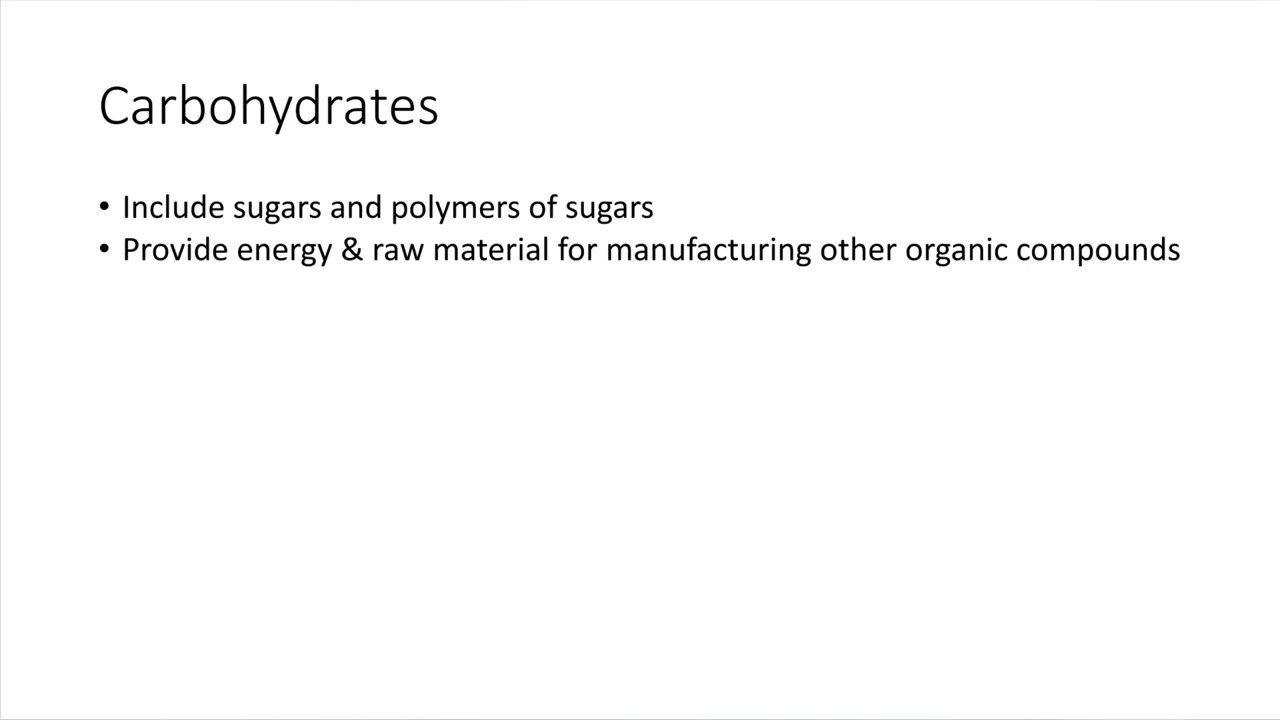 Carbohydrates
• Include sugars and polymers of sugars
• Provide energy & raw material for manufacturing other organic compounds